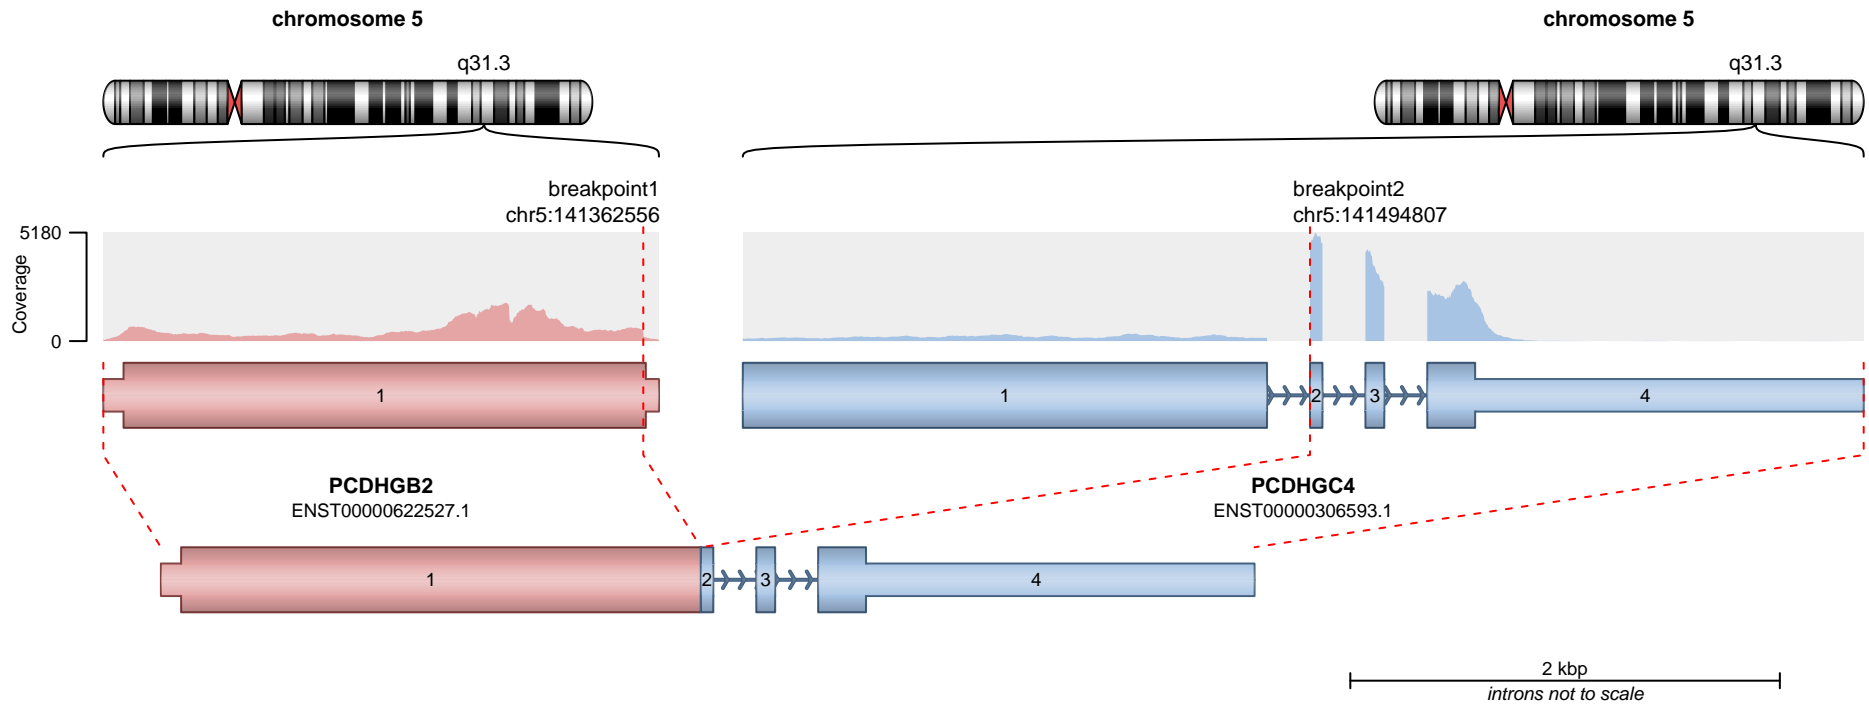 chromosome 5
chromosome 5
q31.3
q31.3
breakpoint1
chr5:141362556
breakpoint2
chr5:141494807
5180
Coverage
0
1
1
2
3
4
PCDHGB2
ENST00000622527.1
PCDHGC4
ENST00000306593.1
1
2
3
4
2 kbp
introns not to scale